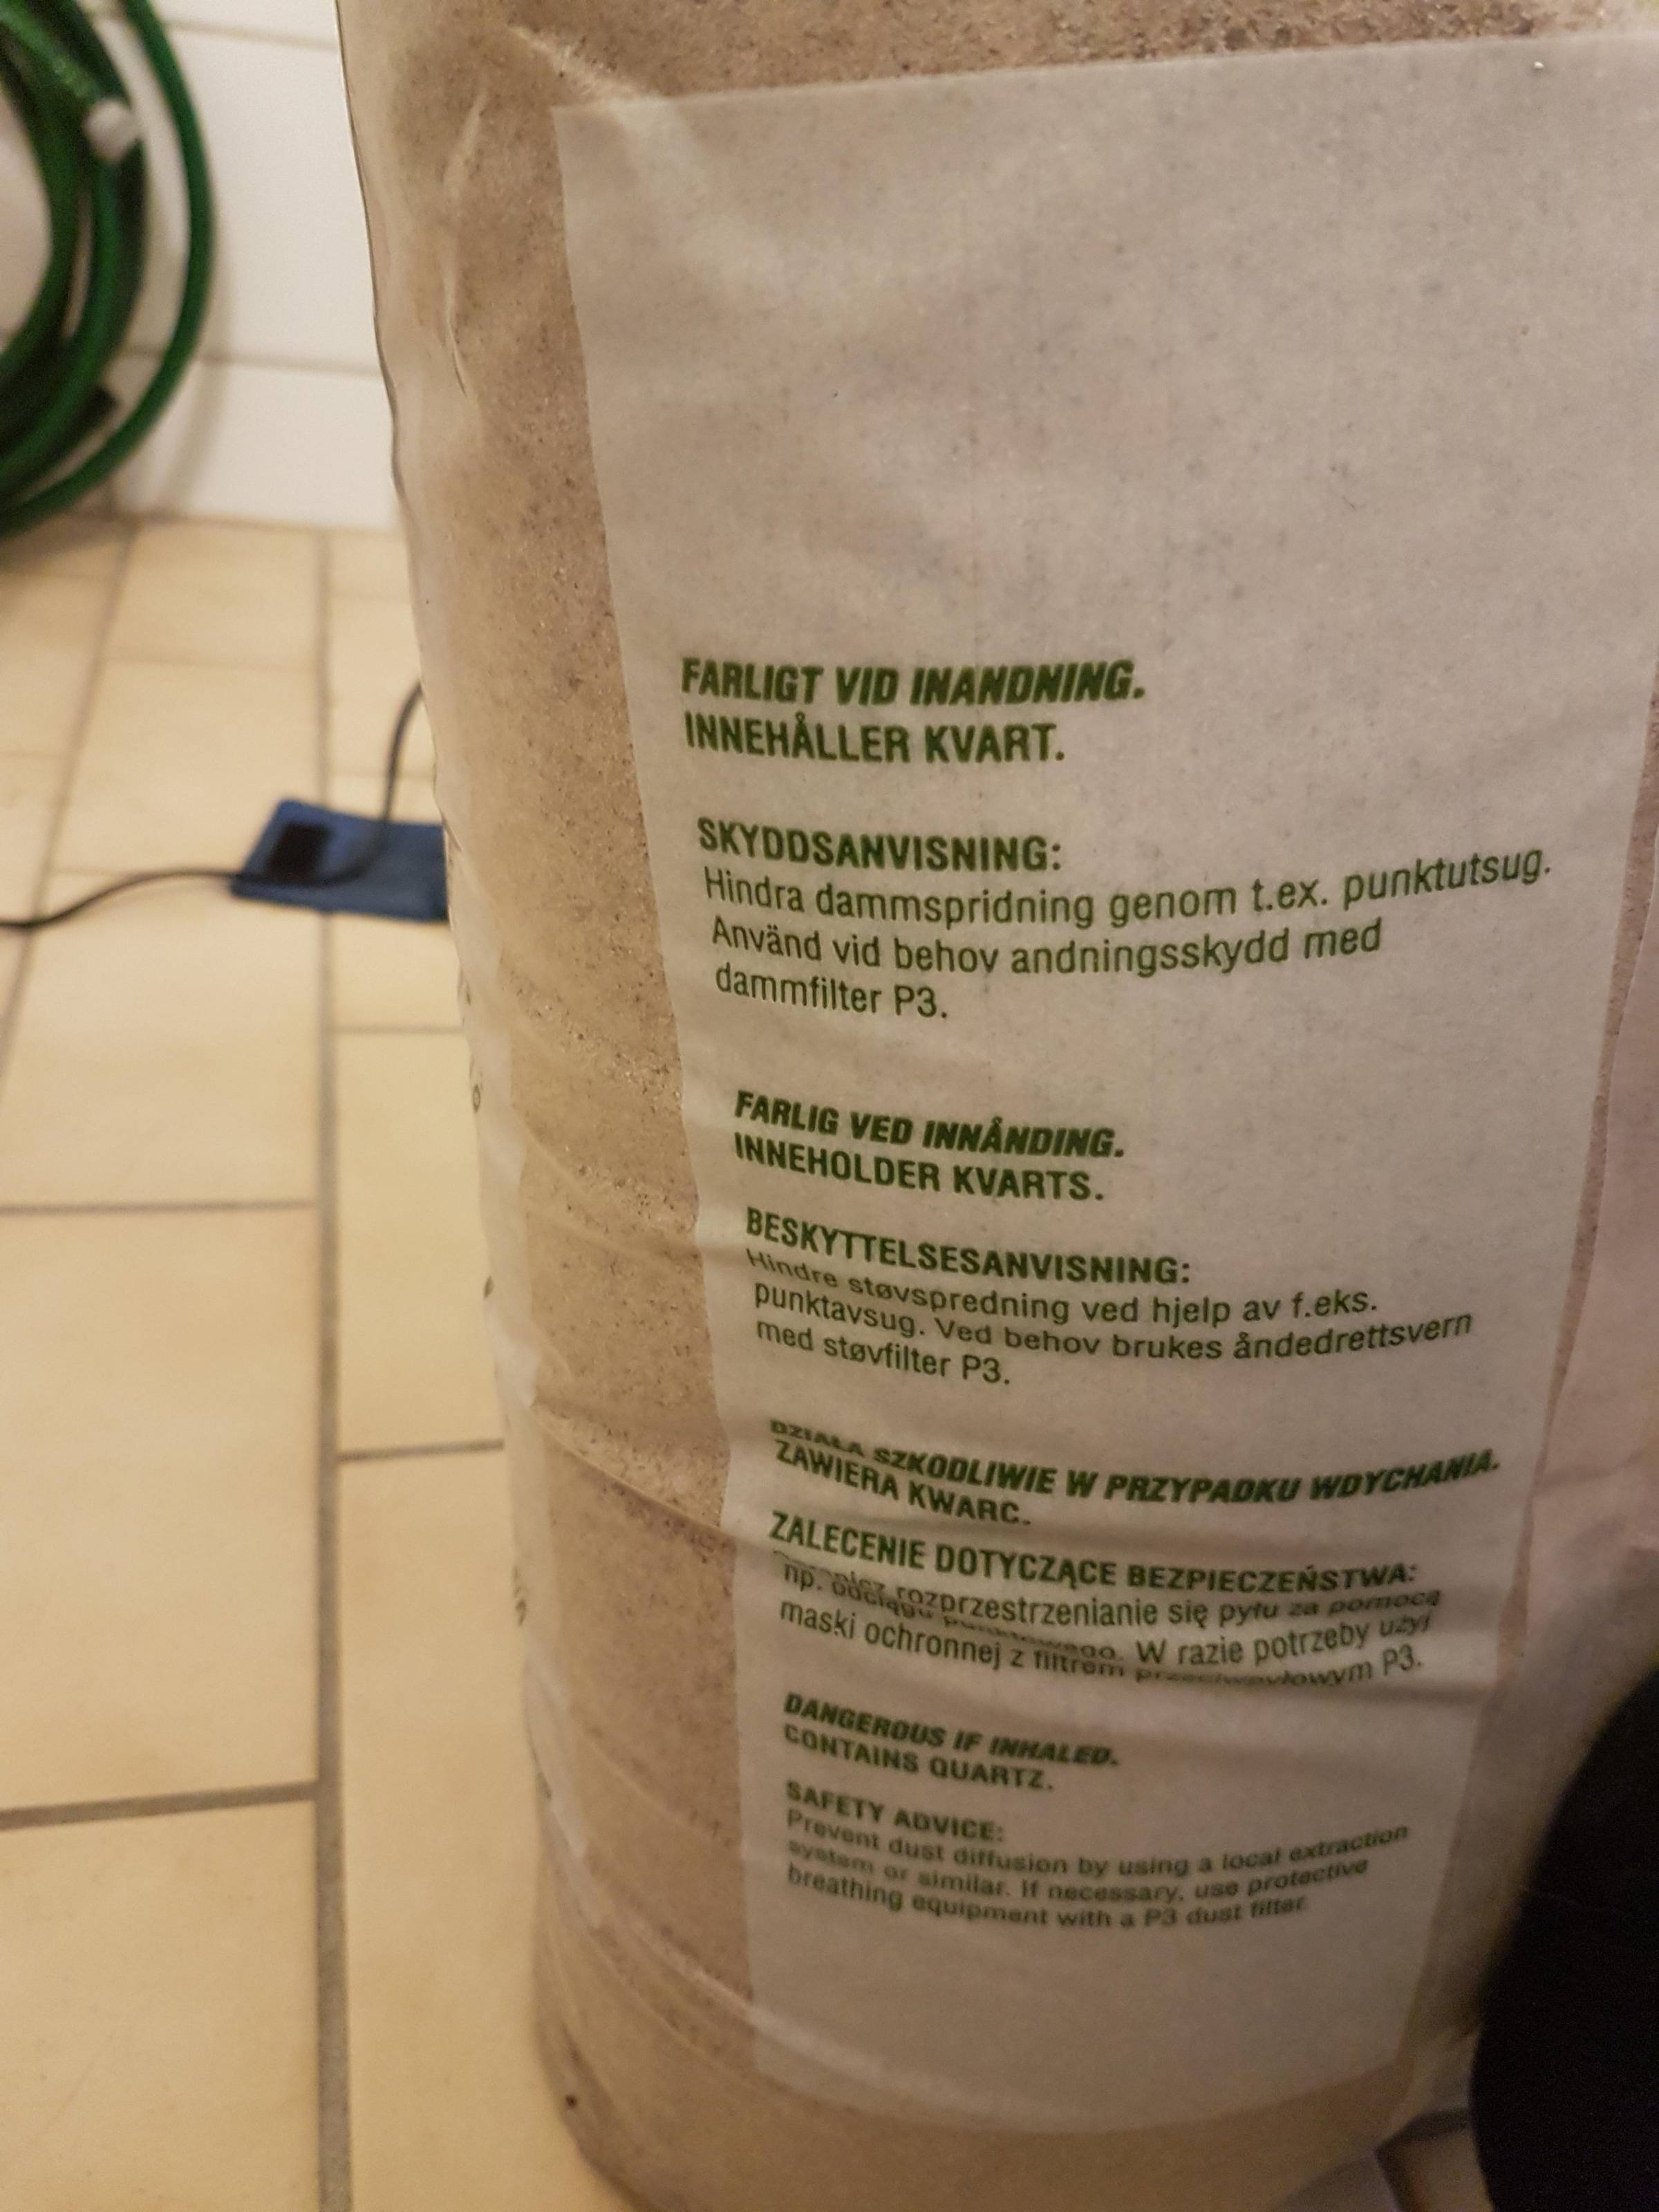 FARLIGT VID INANDNING.
INNEHÅLLER KVART.
SKYDDSANVISNING:
Hindra dammspridning genom t.ex. punktutsug.
Använd vid behov andningsskydd med
dammfilter P3.
FARLIG VED INNÅNDING.
INNEHOLDER KVARTS.
BESKYTTELSESANVISNING:
Hindre støvspredning ved hjelp av f.eks.
punktavsug. Ved behov brukes åndedrettsvern
med støvfilter P3.
DZIAŁA SZKODLIWIE W PRZYPADKU WDYCHANIA.
ZAWIERA KWARC.
ZALECENIE DOTYCZĄCE BEZPIECZEŃSTWA:
rozprzestrzenianie się pyłu za pomocą
np. odciągu punktowego. W razie potrzeby użyj
maski ochronnej z filtrem przeciwpyłowym P3.
DANGEROUS IF INHALED.
CONTAINS QUARTZ.
SAFETY ADVICE:
Prevent dust diffusion by using a local extraction
system or similar. If necessary, use protective
breathing equipment with a P3 dust filter.